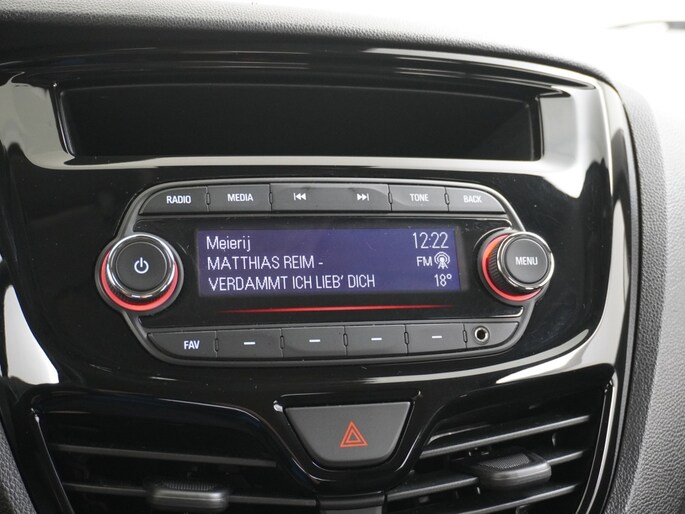 RADIO MEDIA TONE BACK
Meierij 12:22
MATTHIAS REIM - FM
VERDAMMT ICH LIEB' DICH 18°
MENU
FAV